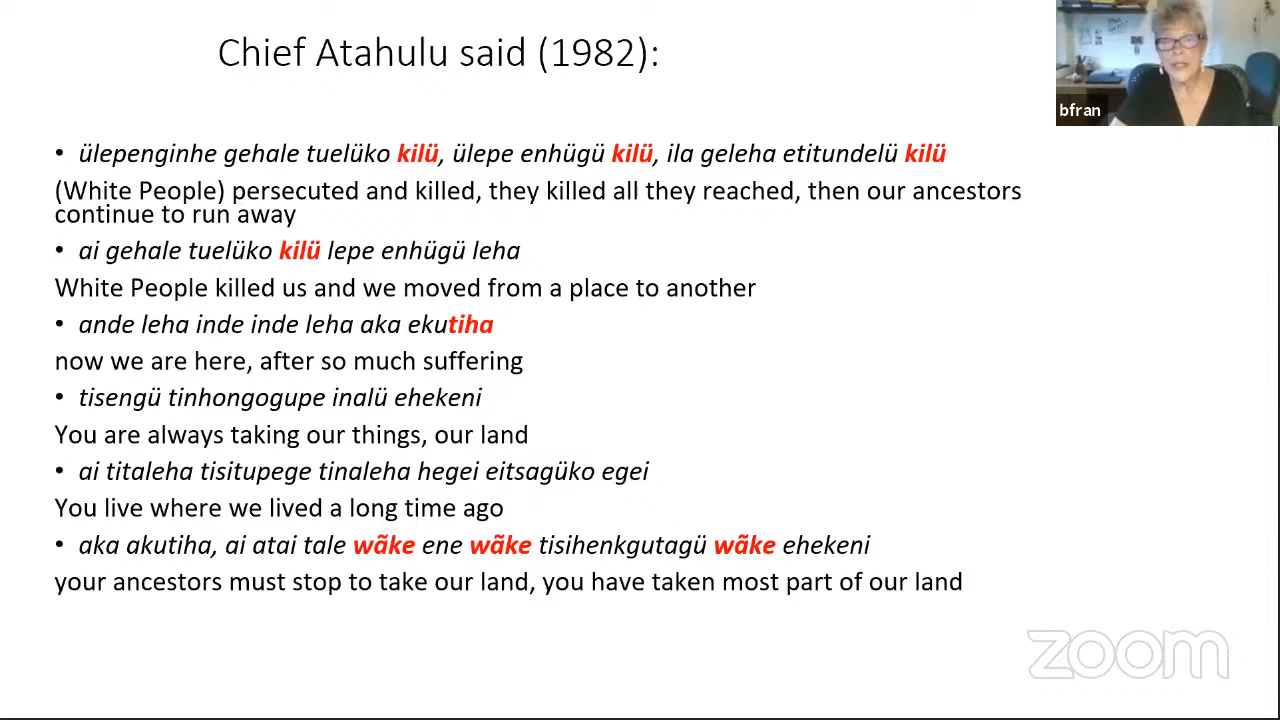 Chief Atahulu said (1982):
bfran
• ülepenginhe gehale tuelüko kilü, ülepe enhügü kilü, ila geleha etitundelü kilü
(White People) persecuted and killed, they killed all they reached, then our ancestors
continue to run away
• ai gehale tuelüko kilü lepe enhügü leha
White People killed us and we moved from a place to another
• ande leha inde inde leha aka ekutiha
now we are here, after so much suffering
• tisengü tinhongogupe inalü ehekeni
You are always taking our things, our land
• ai titaleha tisitupege tinaleha hegei eitsagüko egei
You live where we lived a long time ago
• aka akutiha, ai atai tale wãke ene wãke tisihenkgutagü wãke ehekeni
your ancestors must stop to take our land, you have taken most part of our land
zoom